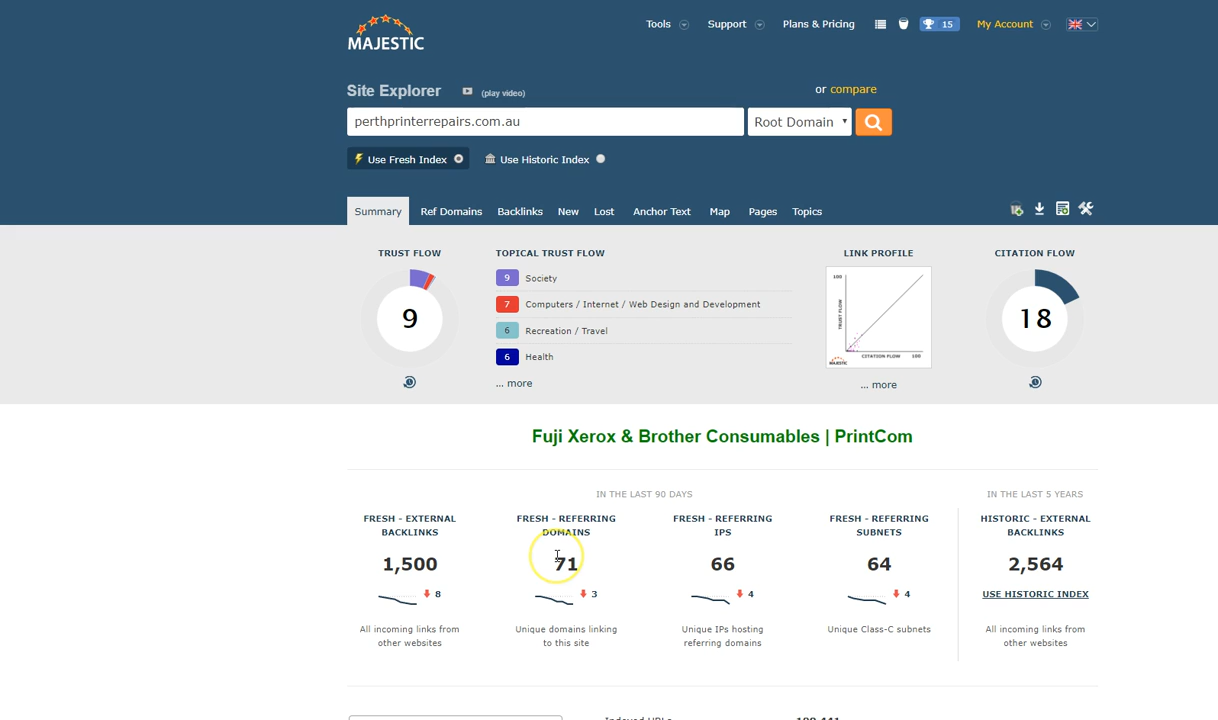 MAJESTIC
Tools Support Plans & Pricing 15 My Account
Site Explorer (play video) or compare
perthprinterrepairs.com.au Root Domain
Use Fresh Index Use Historic Index
Summary Ref Domains Backlinks New Lost Anchor Text Map Pages Topics
TRUST FLOW
9
TOPICAL TRUST FLOW
9 Society
7 Computers / Internet / Web Design and Development
6 Recreation / Travel
6 Health
... more
LINK PROFILE
100
TRUST FLOW
MAJESTIC
CITATION FLOW 100
... more
CITATION FLOW
18
Fuji Xerox & Brother Consumables | PrintCom
IN THE LAST 90 DAYS
IN THE LAST 5 YEARS
FRESH - EXTERNAL
BACKLINKS
1,500
8
All incoming links from
other websites
FRESH - REFERRING
DOMAINS
71
3
Unique domains linking
to this site
FRESH - REFERRING
IPS
66
4
Unique IPs hosting
referring domains
FRESH - REFERRING
SUBNETS
64
4
Unique Class-C subnets
HISTORIC - EXTERNAL
BACKLINKS
2,564
USE HISTORIC INDEX
All incoming links from
other websites